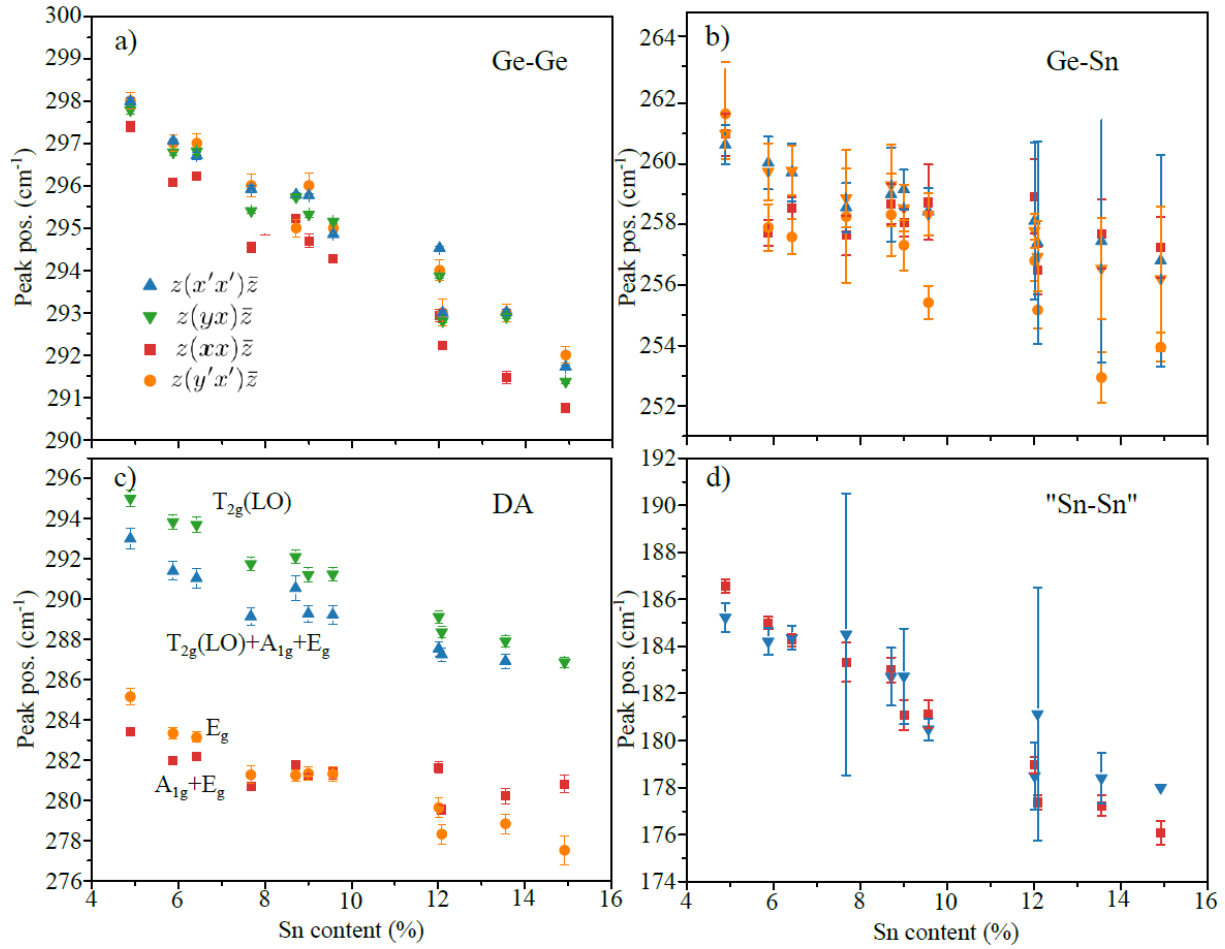 a)
Ge-Ge
300
299
298
297
296
295
294
293
292
291
290
Peak pos. (cm⁻¹)
z(x'x')z̄
z(yx)z̄
z(xx)z̄
z(y'x')z̄
b)
Ge-Sn
264
262
260
258
256
254
252
Peak pos. (cm⁻¹)
c)
DA
296
295
294
292
290
288
286
284
282
280
278
276
Peak pos. (cm⁻¹)
T₂g(LO)
T₂g(LO)+A₁g+Eg
Eg
A₁g+Eg
4
6
8
10
12
14
16
Sn content (%)
d)
"Sn-Sn"
192
190
188
186
184
182
180
178
176
174
Peak pos. (cm⁻¹)
4
6
8
10
12
14
16
Sn content (%)